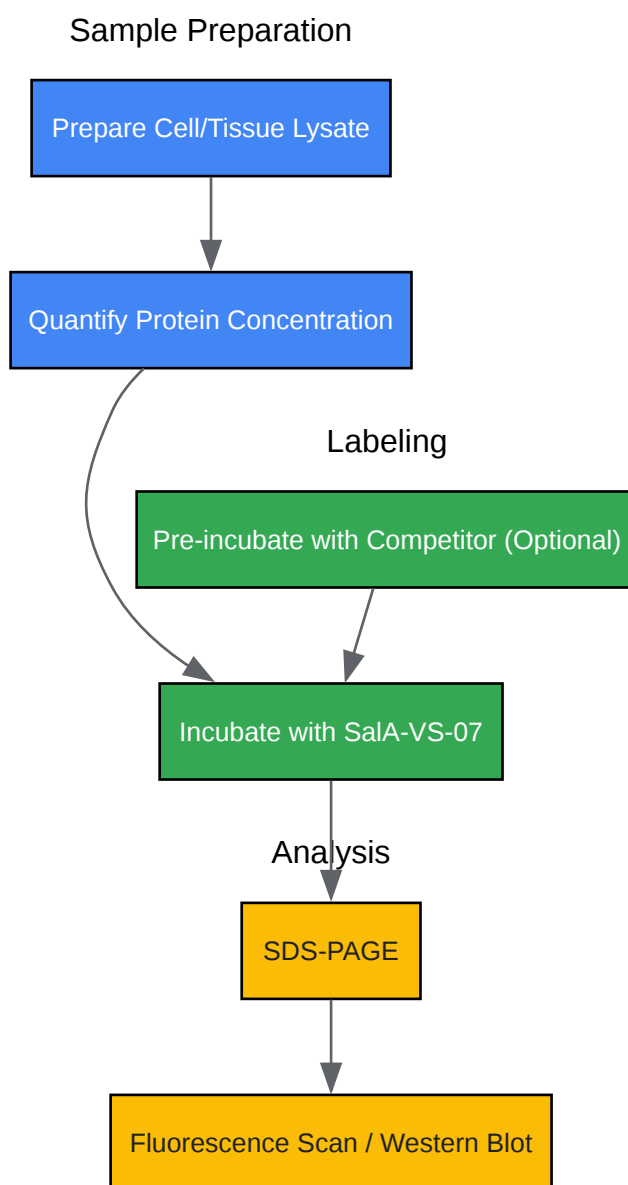 Sample Preparation
Prepare Cell/Tissue Lysate
Quantify Protein Concentration
Labeling
Pre-incubate with Competitor (Optional)
Incubate with SalA-VS-07
Analysis
SDS-PAGE
Fluorescence Scan / Western Blot